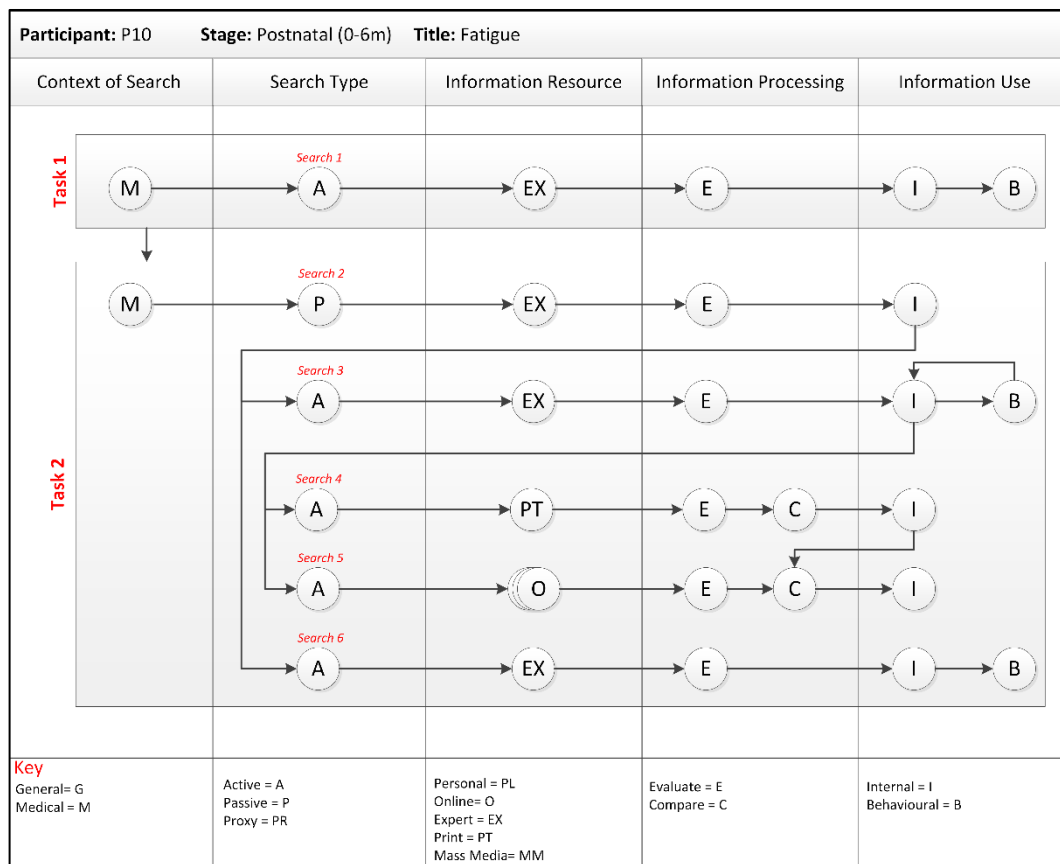 Participant: P10 Stage: Postnatal (0-6m) Title: Fatigue
Context of Search Search Type Information Resource Information Processing Information Use
Task 1
Search 1
M A EX E I B
Task 2
Search 2
M P EX E I
Search 3
A EX E I B
Search 4
A PT E C I
Search 5
A O E C I
Search 6
A EX E I B
Key
General= G
Medical = M
Active = A
Passive = P
Proxy = PR
Personal = PL
Online= O
Expert = EX
Print = PT
Mass Media= MM
Evaluate = E
Compare = C
Internal = I
Behavioural = B